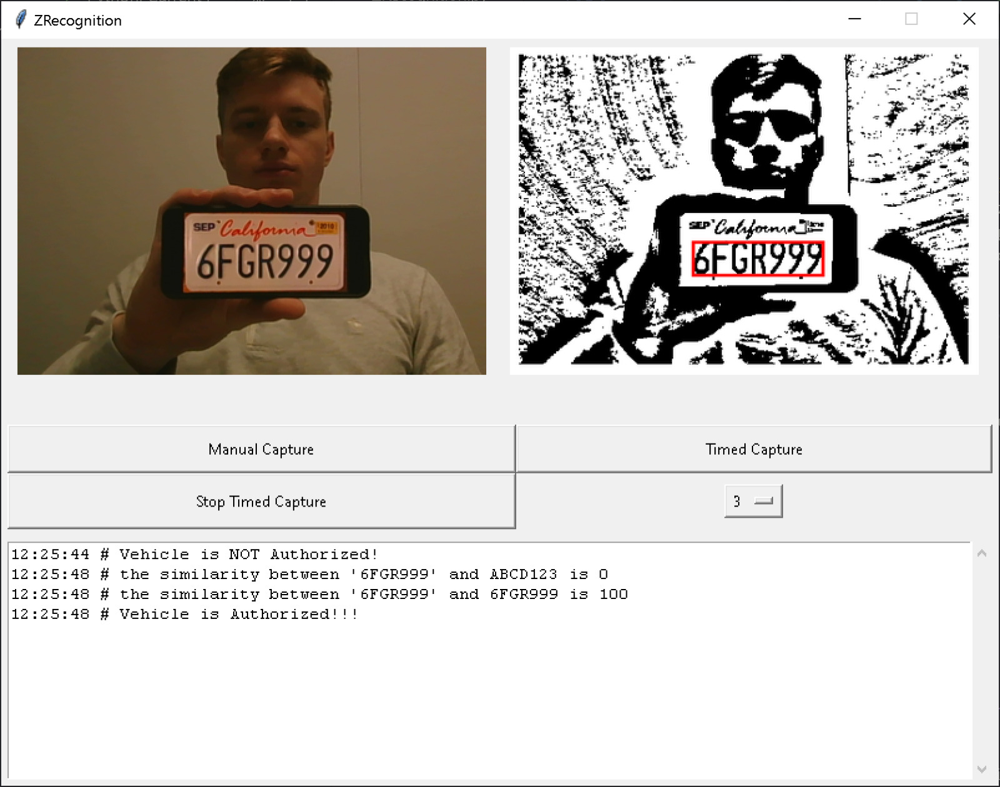 ZRecognition
SEP California 2010
6FGR999
SEP California
6FGR999
Manual Capture
Timed Capture
Stop Timed Capture
3
12:25:44 # Vehicle is NOT Authorized!
12:25:48 # the similarity between '6FGR999' and ABCD123 is 0
12:25:48 # the similarity between '6FGR999' and 6FGR999 is 100
12:25:48 # Vehicle is Authorized!!!